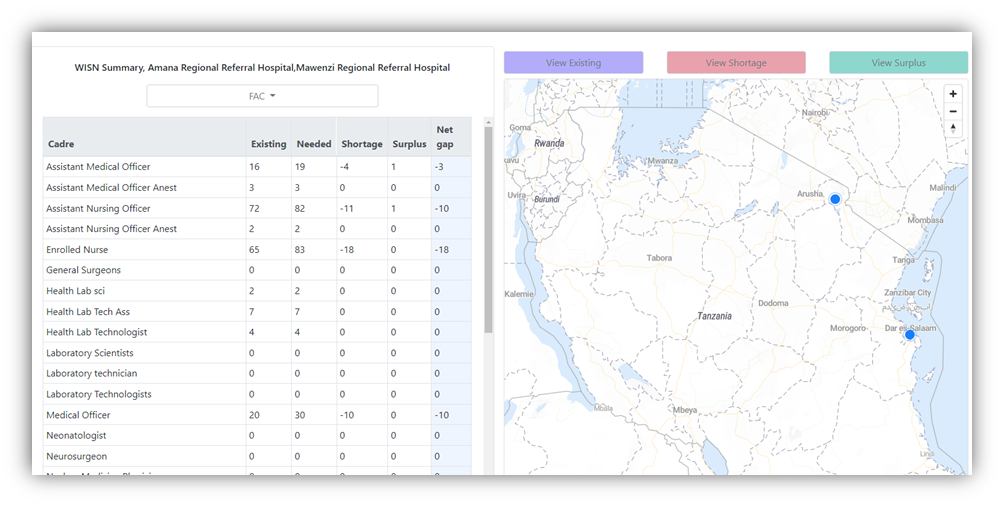 WISN Summary, Amana Regional Referral Hospital,Mawenzi Regional Referral Hospital
FAC
Cadre Existing Needed Shortage Surplus Net gap
Assistant Medical Officer 16 19 -4 1 -3
Assistant Medical Officer Anest 3 3 0 0 0
Assistant Nursing Officer 72 82 -11 1 -10
Assistant Nursing Officer Anest 2 2 0 0 0
Enrolled Nurse 65 83 -18 0 -18
General Surgeons 0 0 0 0 0
Health Lab sci 2 2 0 0 0
Health Lab Tech Ass 7 7 0 0 0
Health Lab Technologist 4 4 0 0 0
Laboratory Scientists 0 0 0 0 0
Laboratory technician 0 0 0 0 0
Laboratory Technologists 0 0 0 0 0
Medical Officer 20 30 -10 0 -10
Neonatologist 0 0 0 0 0
Neurosurgeon 0 0 0 0 0
View Existing
View Shortage
View Surplus
+
−
Nairobi
Goma
Rwanda
Mwanza
Uvira
Burundi
Arusha
Malindi
Mombasa
Tabora
Tanga
Kalemie
Zanzibar City
Dodoma
Tanzania
Morogoro
Dar es Salaam
Mbala
Mbeya
Lindi